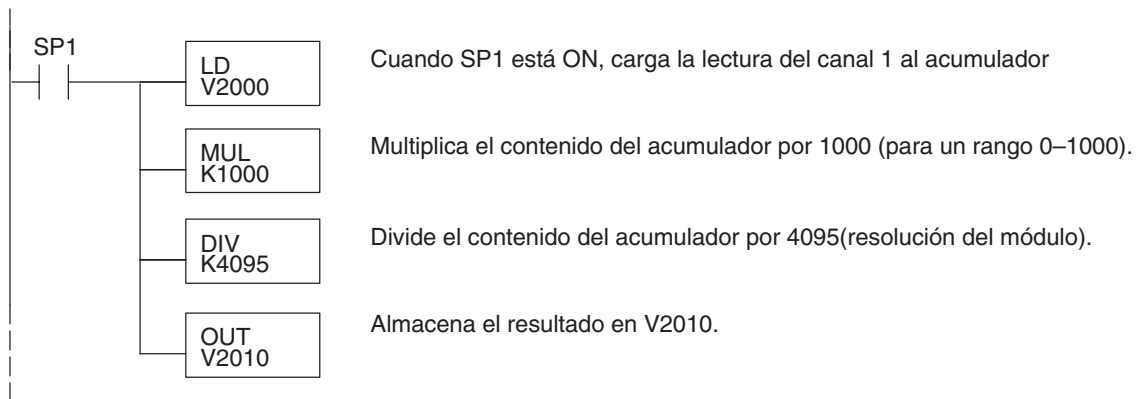 SP1
LD
V2000
Cuando SP1 está ON, carga la lectura del canal 1 al acumulador
MUL
K1000
Multiplica el contenido del acumulador por 1000 (para un rango 0–1000).
DIV
K4095
Divide el contenido del acumulador por 4095(resolución del módulo).
OUT
V2010
Almacena el resultado en V2010.